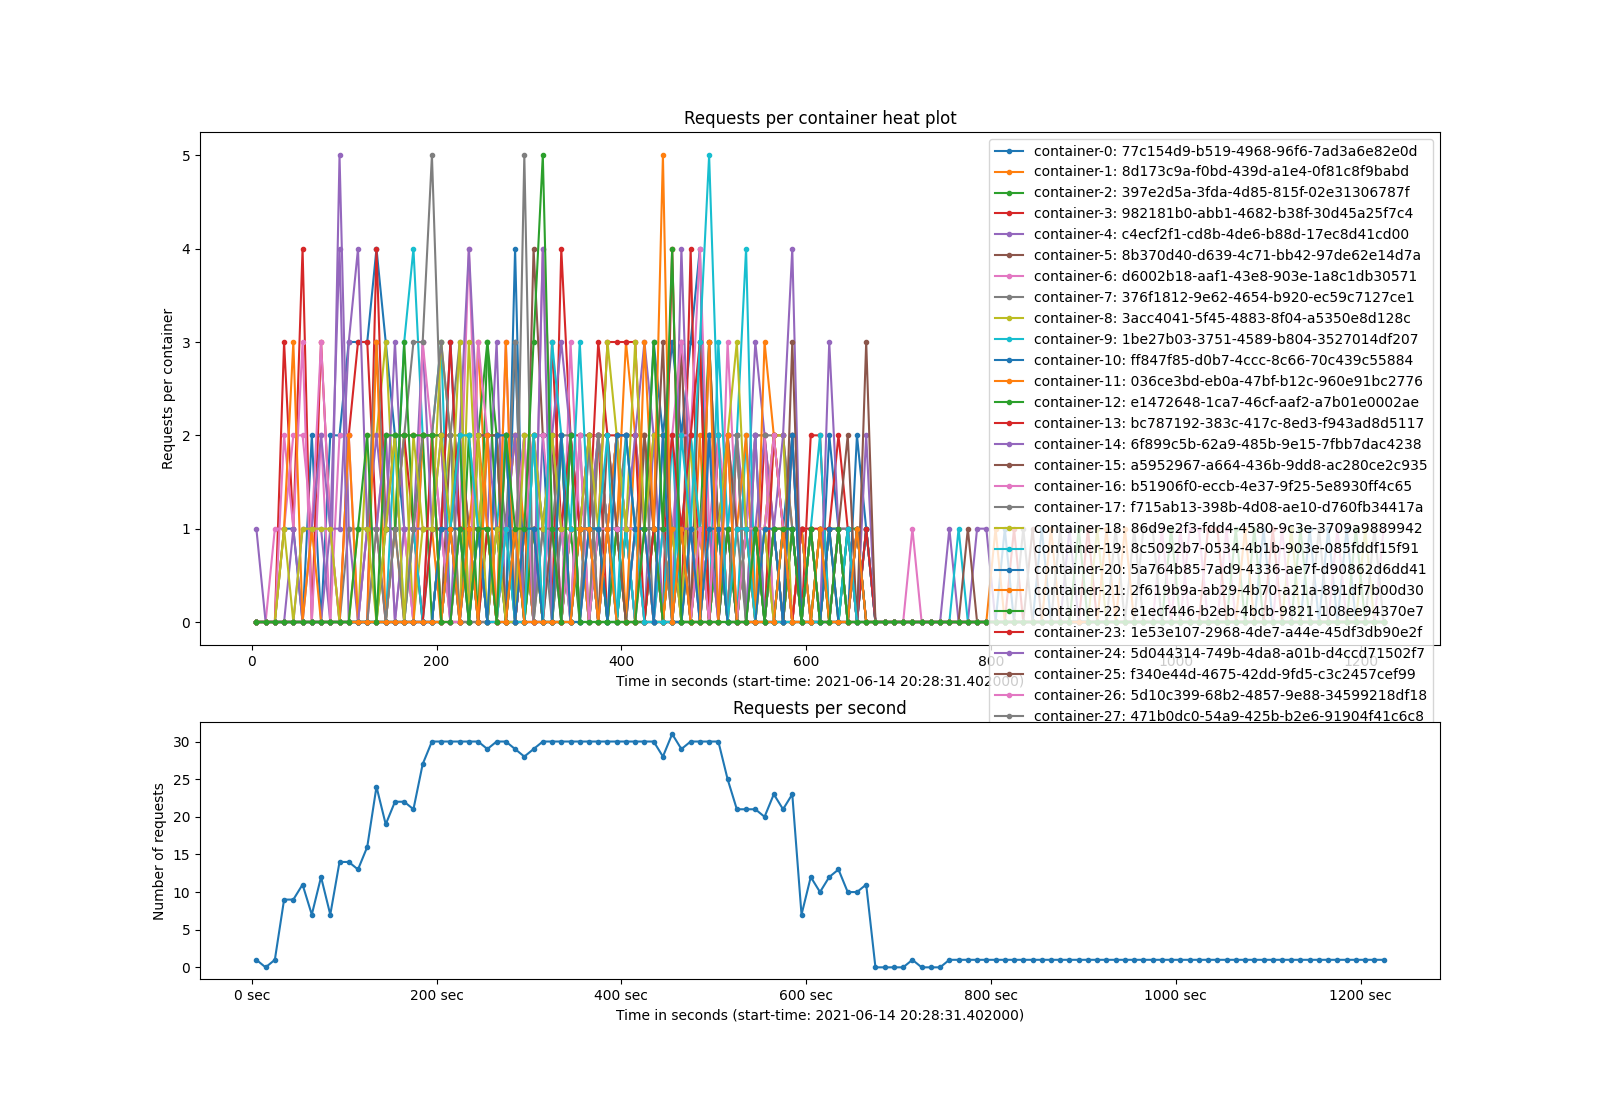 Requests per container heat plot
Requests per container
5
4
3
2
1
0
container-0: 77c154d9-b519-4968-96f6-7ad3a6e82e0d
container-1: 8d173c9a-f0bd-439d-a1e4-0f81c8f9babd
container-2: 397e2d5a-3fda-4d85-815f-02e31306787f
container-3: 982181b0-abb1-4682-b38f-30d45a25f7c4
container-4: c4ecf2f1-cd8b-4de6-b88d-17ec8d41cd00
container-5: 8b370d40-d639-4c71-bb42-97de62e14d7a
container-6: d6002b18-aaf1-43e8-903e-1a8c1db30571
container-7: 376f1812-9e62-4654-b920-ec59c7127ce1
container-8: 3acc4041-5f45-4883-8f04-a5350e8d128c
container-9: 1be27b03-3751-4589-b804-3527014df207
container-10: ff847f85-d0b7-4ccc-8c66-70c439c55884
container-11: 036ce3bd-eb0a-47bf-b12c-960e91bc2776
container-12: e1472648-1ca7-46cf-aaf2-a7b01e0002ae
container-13: bc787192-383c-417c-8ed3-f943ad8d5117
container-14: 6f899c5b-62a9-485b-9e15-7fbb7dac4238
container-15: a5952967-a664-436b-9dd8-ac280ce2c935
container-16: b51906f0-eccb-4e37-9f25-5e8930ff4c65
container-17: f715ab13-398b-4d08-ae10-d760fb34417a
container-18: 86d9e2f3-fdd4-4580-9c3e-3709a9889942
container-19: 8c5092b7-0534-4b1b-903e-085fddf15f91
container-20: 5a764b85-7ad9-4336-ae7f-d90862d6dd41
container-21: 2f619b9a-ab29-4b70-a21a-891df7b00d30
container-22: e1ecf446-b2eb-4bcb-9821-108ee94370e7
container-23: 1e53e107-2968-4de7-a44e-45df3db90e2f
container-24: 5d044314-749b-4da8-a01b-d4ccd71502f7
container-25: f340e44d-4675-42dd-9fd5-c3c2457cef99
container-26: 5d10c399-68b2-4857-9e88-34599218df18
container-27: 471b0dc0-54a9-425b-b2e6-91904f41c6c8
0 200 400 600 800 1000 1200
Time in seconds (start-time: 2021-06-14 20:28:31.402000)
Requests per second
Number of requests
30
25
20
15
10
5
0
0 sec 200 sec 400 sec 600 sec 800 sec 1000 sec 1200 sec
Time in seconds (start-time: 2021-06-14 20:28:31.402000)